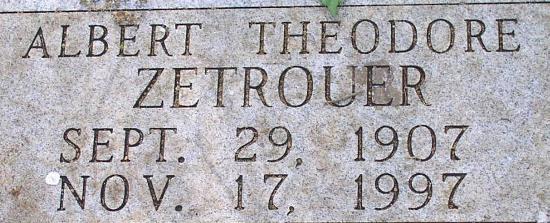 ALBERT THEODORE
ZETROUER
SEPT. 29, 1907
NOV. 17, 1997